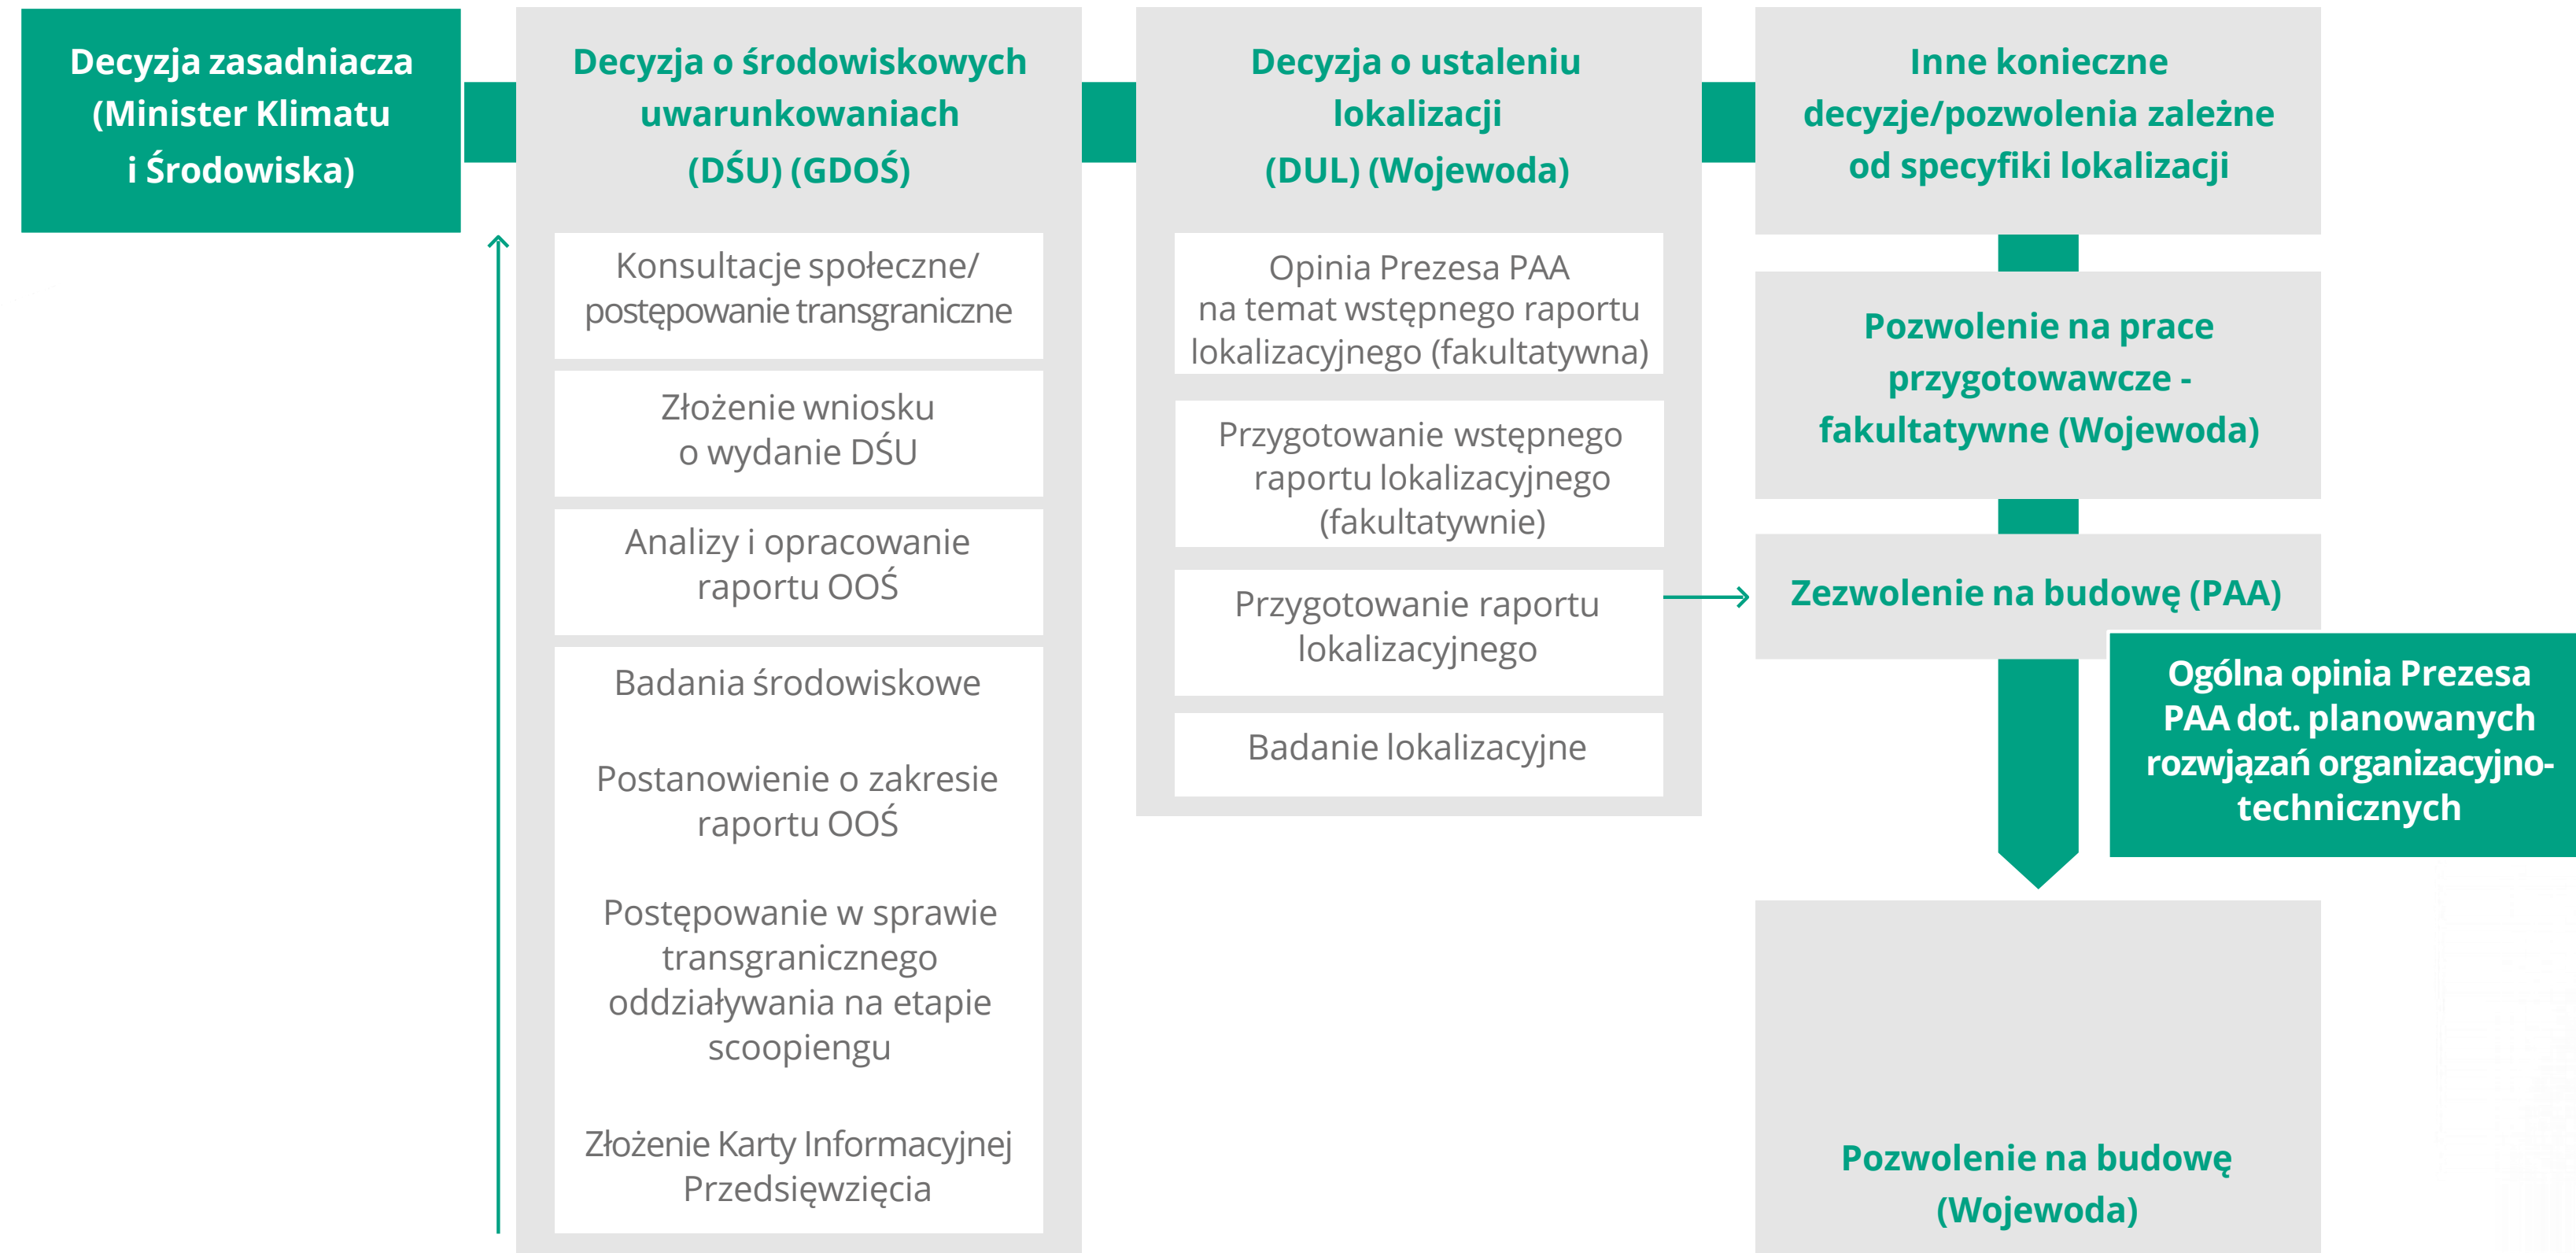 Decyzja zasadniacza
(Minister Klimatu
i Środowiska)
Decyzja o środowiskowych
uwarunkowaniach
(DŚU) (GDOŚ)
Konsultacje społeczne/
postępowanie transgraniczne
Złożenie wniosku
o wydanie DŚU
Analizy i opracowanie
raportu OOŚ
Badania środowiskowe
Postanowienie o zakresie
raportu OOŚ
Postępowanie w sprawie
transgranicznego
oddziaływania na etapie
scoopiengu
Złożenie Karty Informacyjnej
Przedsięwzięcia
Decyzja o ustaleniu
lokalizacji
(DUL) (Wojewoda)
Opinia Prezesa PAA
na temat wstępnego raportu
lokalizacyjnego (fakultatywna)
Przygotowanie wstępnego
raportu lokalizacyjnego
(fakultatywnie)
Przygotowanie raportu
lokalizacyjnego
Badanie lokalizacyjne
Inne konieczne
decyzje/pozwolenia zależne
od specyfiki lokalizacji
Pozwolenie na prace
przygotowawcze -
fakultatywne (Wojewoda)
Zezwolenie na budowę (PAA)
Ogólna opinia Prezesa
PAA dot. planowanych
rozwjązań organizacyjno-
technicznych
Pozwolenie na budowę
(Wojewoda)